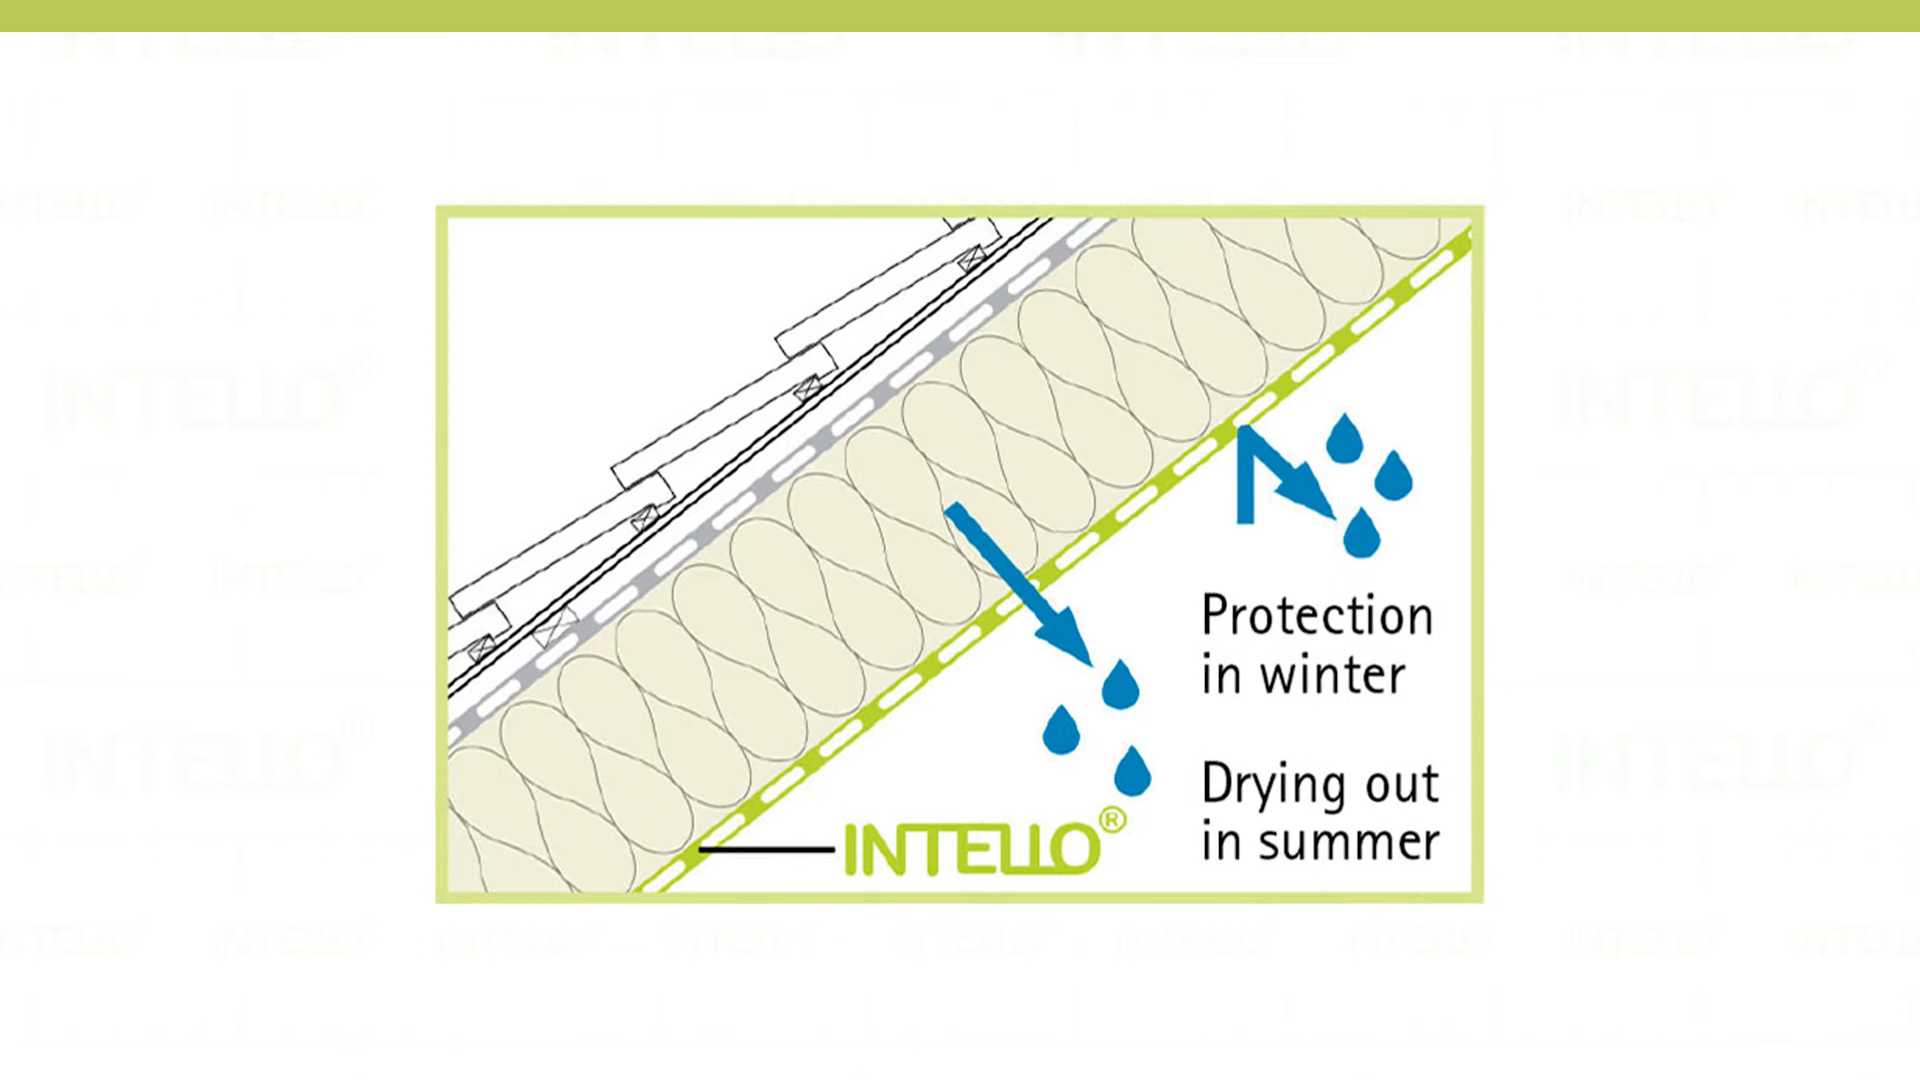 Protection
in winter
Drying out
in summer
INTELLO®